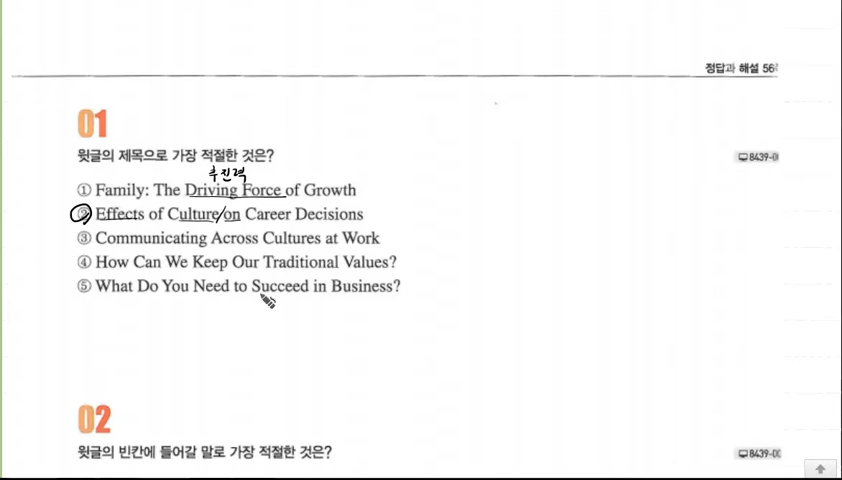 정답과 해설 56
01
윗글의 제목으로 가장 적절한 것은?
8439-0
추진력
① Family: The Driving Force of Growth
② Effects of Culture/on Career Decisions
③ Communicating Across Cultures at Work
④ How Can We Keep Our Traditional Values?
⑤ What Do You Need to Succeed in Business?
02
윗글의 빈칸에 들어갈 말로 가장 적절한 것은?
8439-00